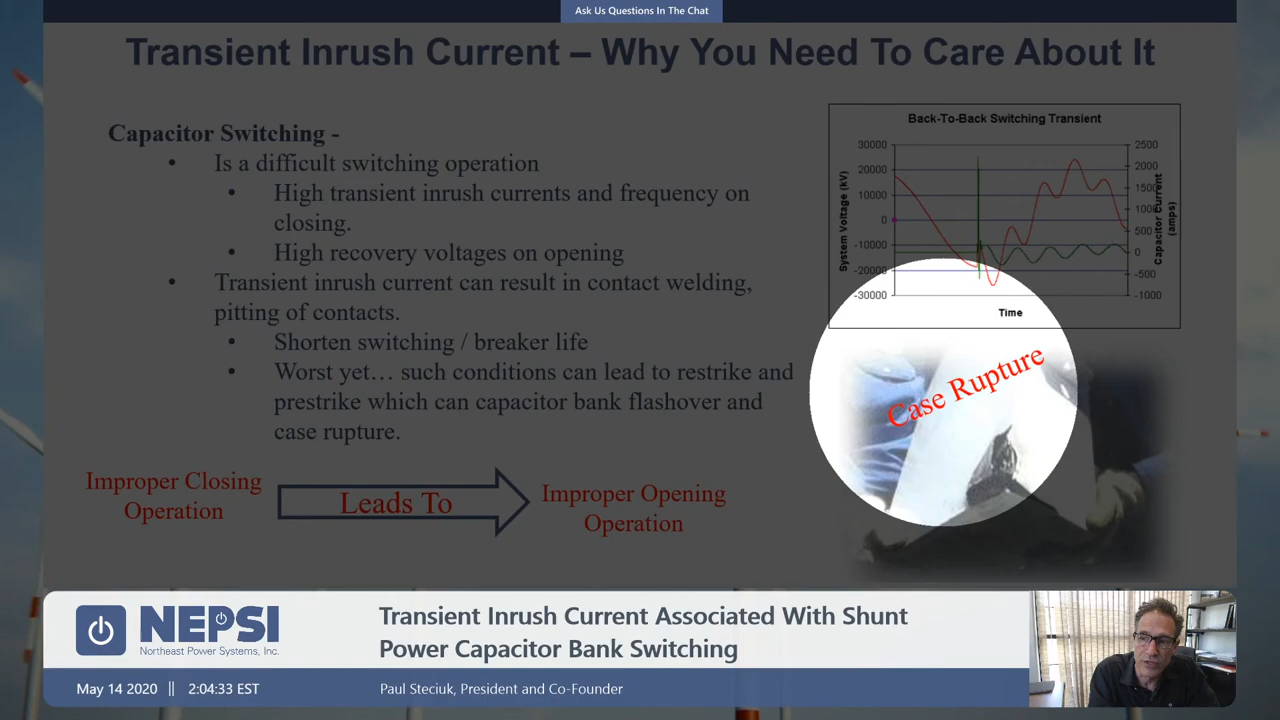 Ask Us Questions In The Chat
Transient Inrush Current – Why You Need To Care About It
Capacitor Switching -
• Is a difficult switching operation
• High transient inrush currents and frequency on
closing.
• High recovery voltages on opening
• Transient inrush current can result in contact welding,
pitting of contacts.
• Shorten switching / breaker life
• Worst yet… such conditions can lead to restrike and
prestrike which can capacitor bank flashover and
case rupture.
Improper Closing
Operation
Leads To
Improper Opening
Operation
Back-To-Back Switching Transient
System Voltage (kV)
30000
20000
10000
0
-10000
-20000
-30000
2500
2000
1500
1000
500
0
-500
-1000
Capacitor Current
(amps)
Time
Case Rupture
NEPSI
Northeast Power Systems, Inc.
Transient Inrush Current Associated With Shunt
Power Capacitor Bank Switching
May 14 2020 || 2:04:33 EST
Paul Steciuk, President and Co-Founder